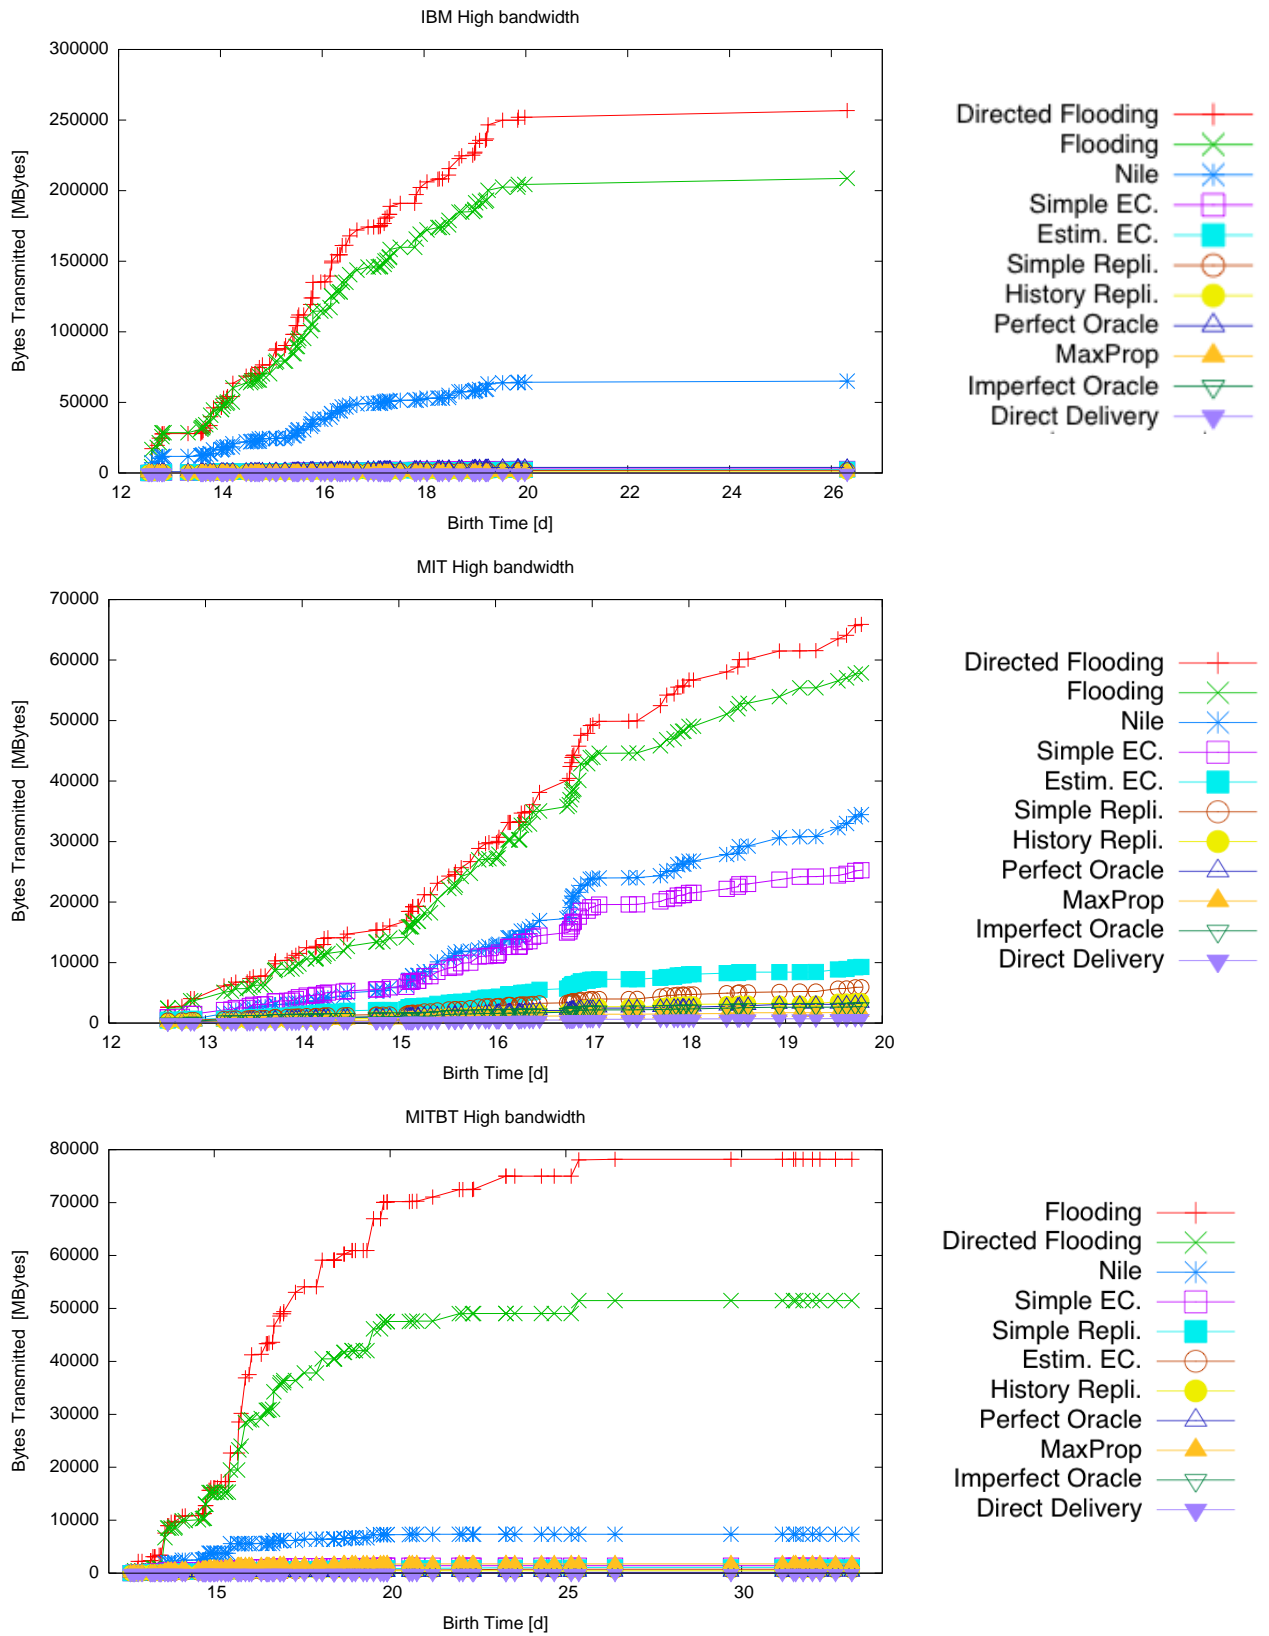 IBM High bandwidth
300000
250000
200000
150000
100000
50000
0
12 14 16 18 20 22 24 26
Bytes Transmitted [MBytes]
Birth Time [d]
Directed Flooding
Flooding
Nile
Simple EC.
Estim. EC.
Simple Repli.
History Repli.
Perfect Oracle
MaxProp
Imperfect Oracle
Direct Delivery
MIT High bandwidth
70000
60000
50000
40000
30000
20000
10000
0
12 13 14 15 16 17 18 19 20
Bytes Transmitted [MBytes]
Birth Time [d]
Directed Flooding
Flooding
Nile
Simple EC.
Estim. EC.
Simple Repli.
History Repli.
Perfect Oracle
MaxProp
Imperfect Oracle
Direct Delivery
MITBT High bandwidth
80000
70000
60000
50000
40000
30000
20000
10000
0
15 20 25 30
Bytes Transmitted [MBytes]
Birth Time [d]
Flooding
Directed Flooding
Nile
Simple EC.
Simple Repli.
Estim. EC.
History Repli.
Perfect Oracle
MaxProp
Imperfect Oracle
Direct Delivery